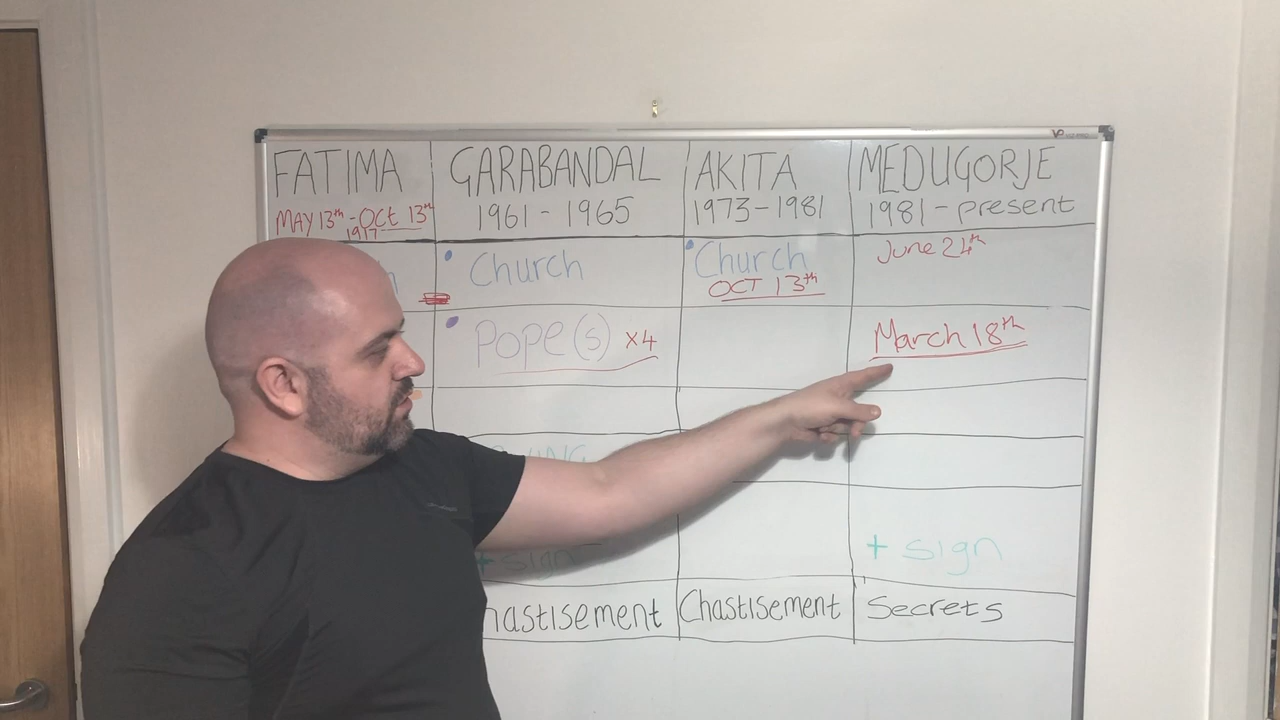 FATIMA GARABANDAL AKITA MEDUGORJE
MAY 13th - OCT 13th 1961 - 1965 1973-1981 1981-present
1917
Church Church June 24th
OCT 13th
Pope(s) x4 March 18th
+ sign + sign
Chastisement Secrets